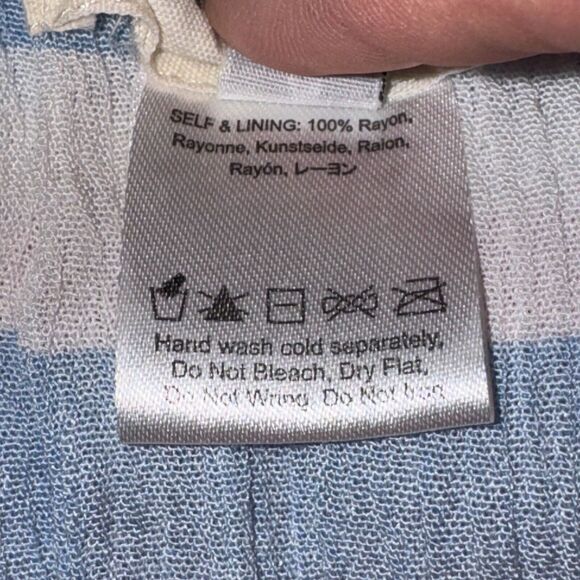 SELF & LINING: 100% Rayon,
Rayonne, Kunstseide, Raion,
Rayón, レーヨン
Hand wash cold separately,
Do Not Bleach, Dry Flat,
Do Not Wring, Do Not Iron